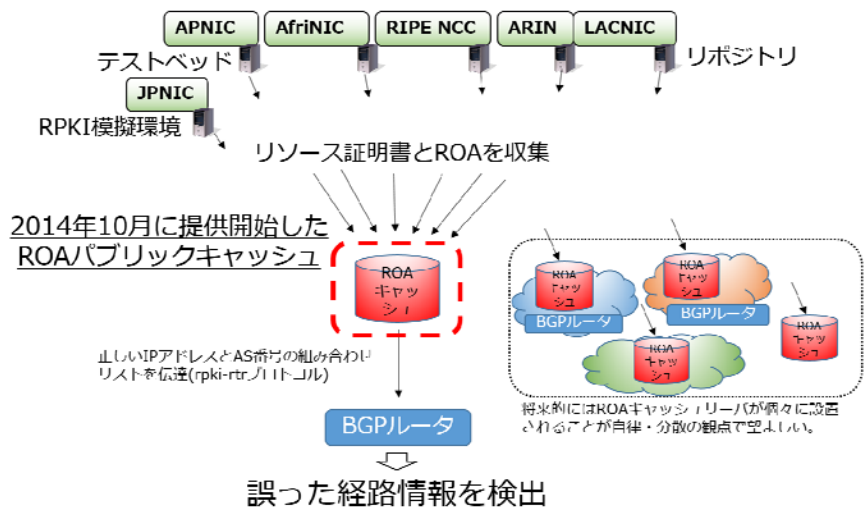 APNIC
AfriNIC
RIPE NCC
ARIN
LACNIC
テストベッド
リポジトリ
JPNIC
RPKI模擬環境
リソース証明書とROAを収集
2014年10月に提供開始した
ROAパブリックキャッシュ
ROA
キャッ
シュ
正しいIPアドレスとAS番号の組み合わせ
リストを伝達(rpki-rtrプロトコル)
BGPルータ
誤った経路情報を検出
ROA
キャッ
シュ
BGPルータ
ROA
キャッ
シュ
BGPルータ
ROA
キャッ
シュ
ROA
キャッ
シュ
将来的にはROAキャッシュサーバが個々に設置
されることが自律・分散の観点で望ましい。